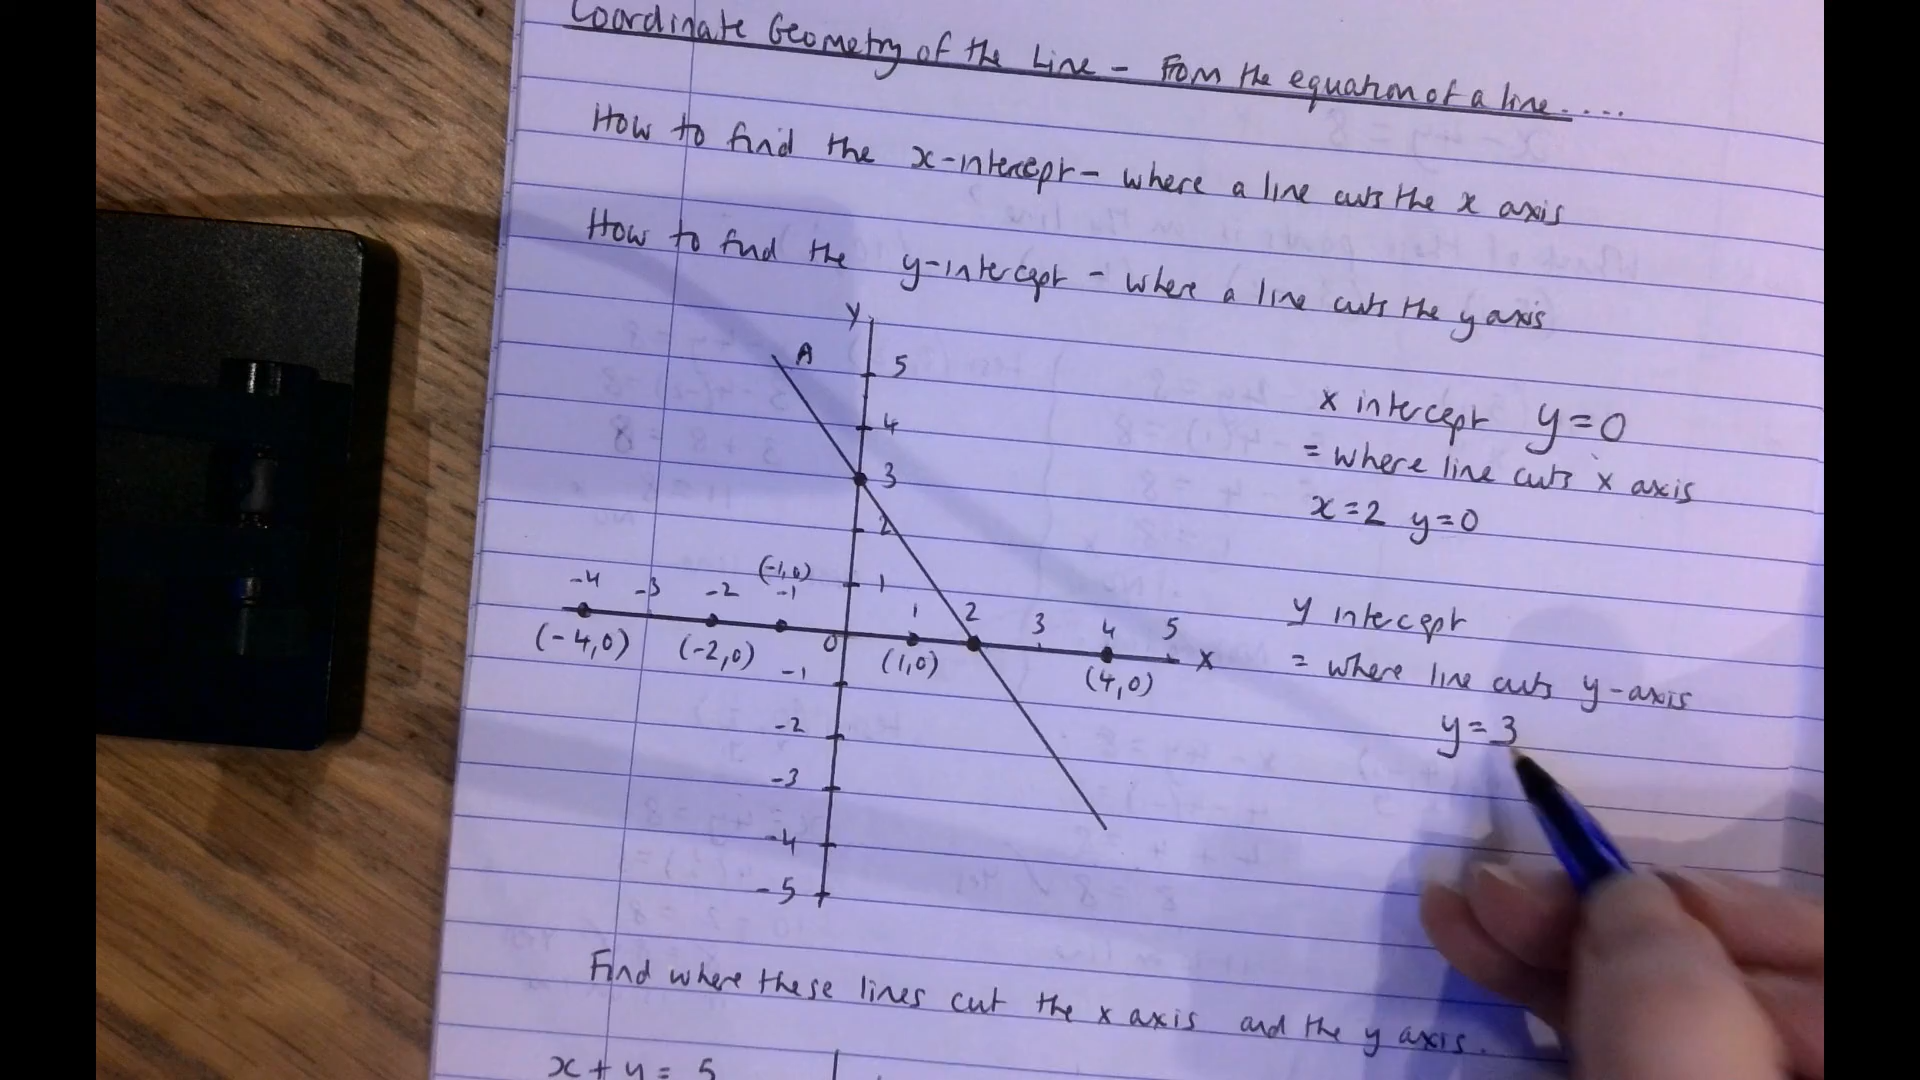 Coordinate Geometry of the Line - From the equation of a line....
How to find the x-intercept - where a line cuts the x axis
How to find the y-intercept - where a line cuts the y axis
y
A
5
4
3
2
1
x intercept y=0
= where line cuts x axis
x=2 y=0
(-1,0)
-4 -3 -2 -1 0 1 2 3 4 5 x
(-4,0) (-2,0) (1,0) (4,0)
-1
-2
-3
-4
-5
y intercept
= where line cuts y-axis
y=3
Find where these lines cut the x axis and the y axis.
x+y=5